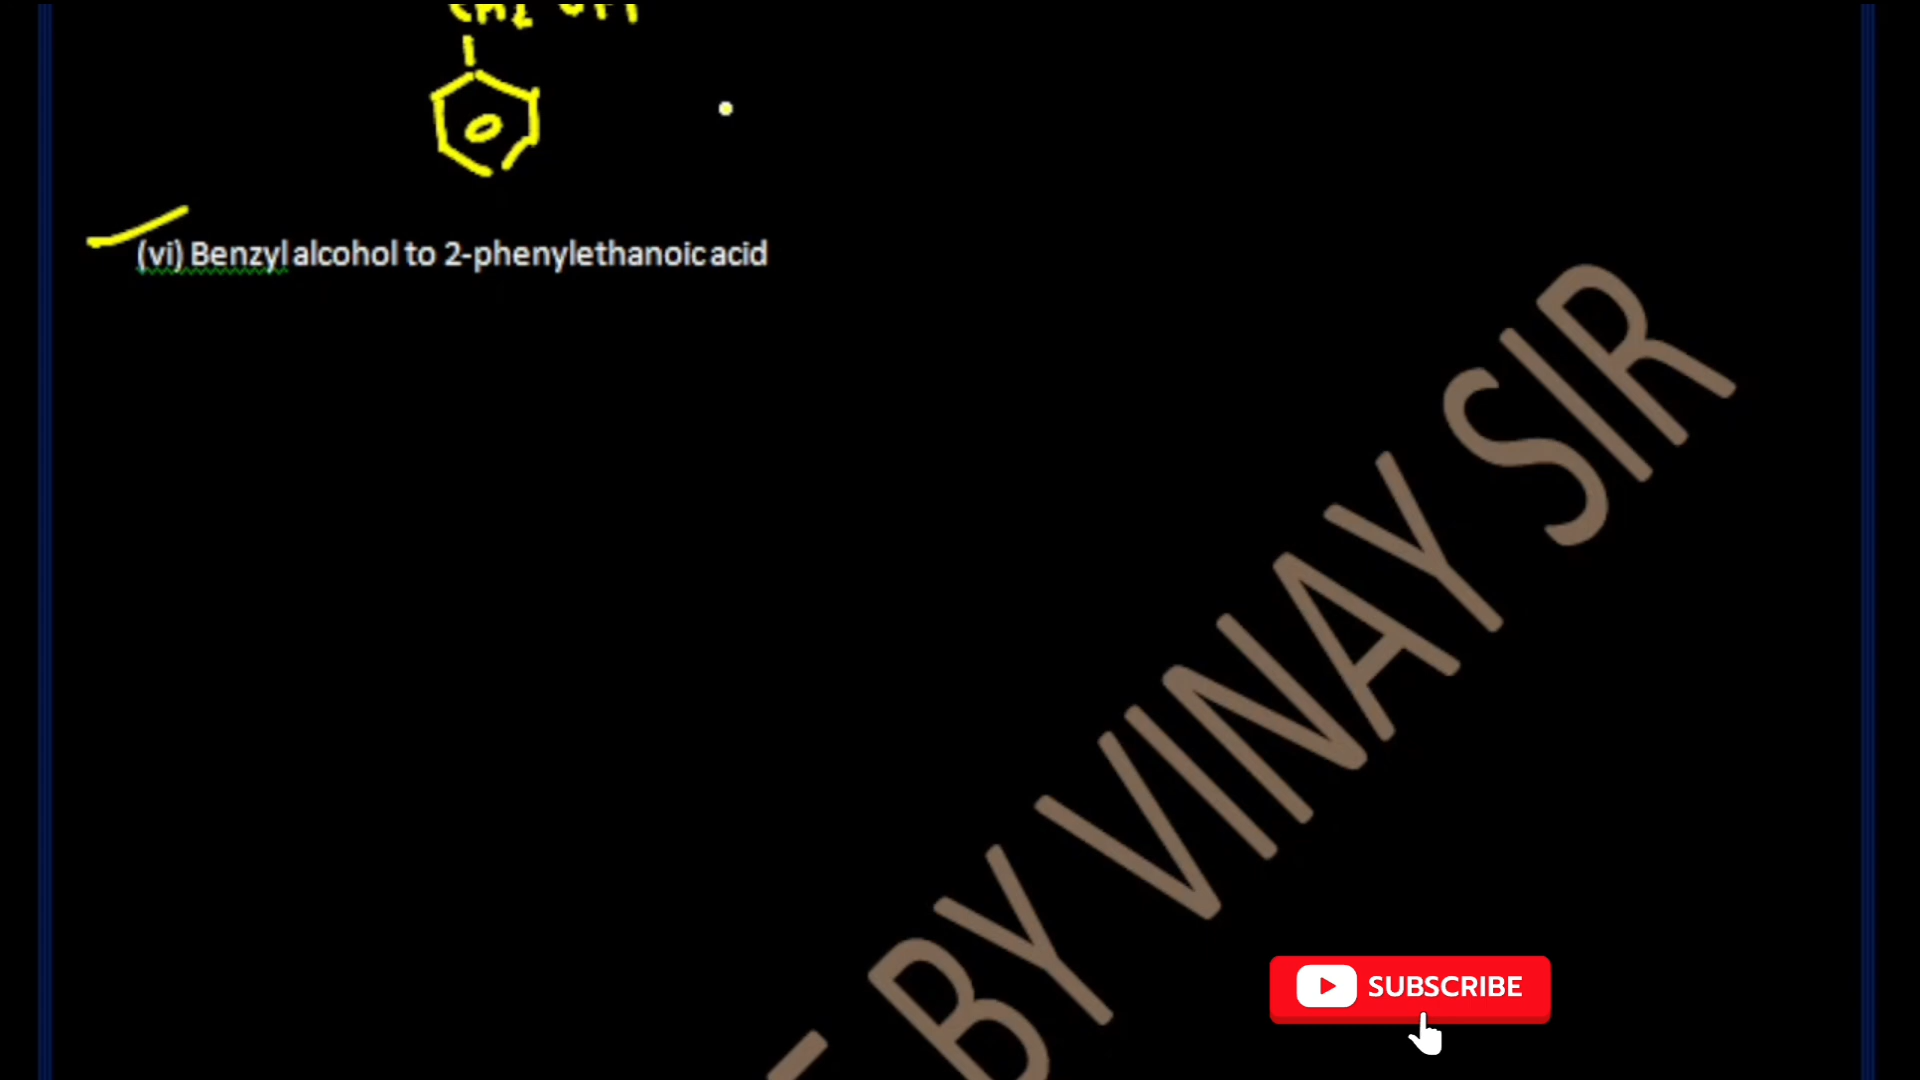 (vi) Benzyl alcohol to 2-phenylethanoic acid
BY VINAY SIR
SUBSCRIBE